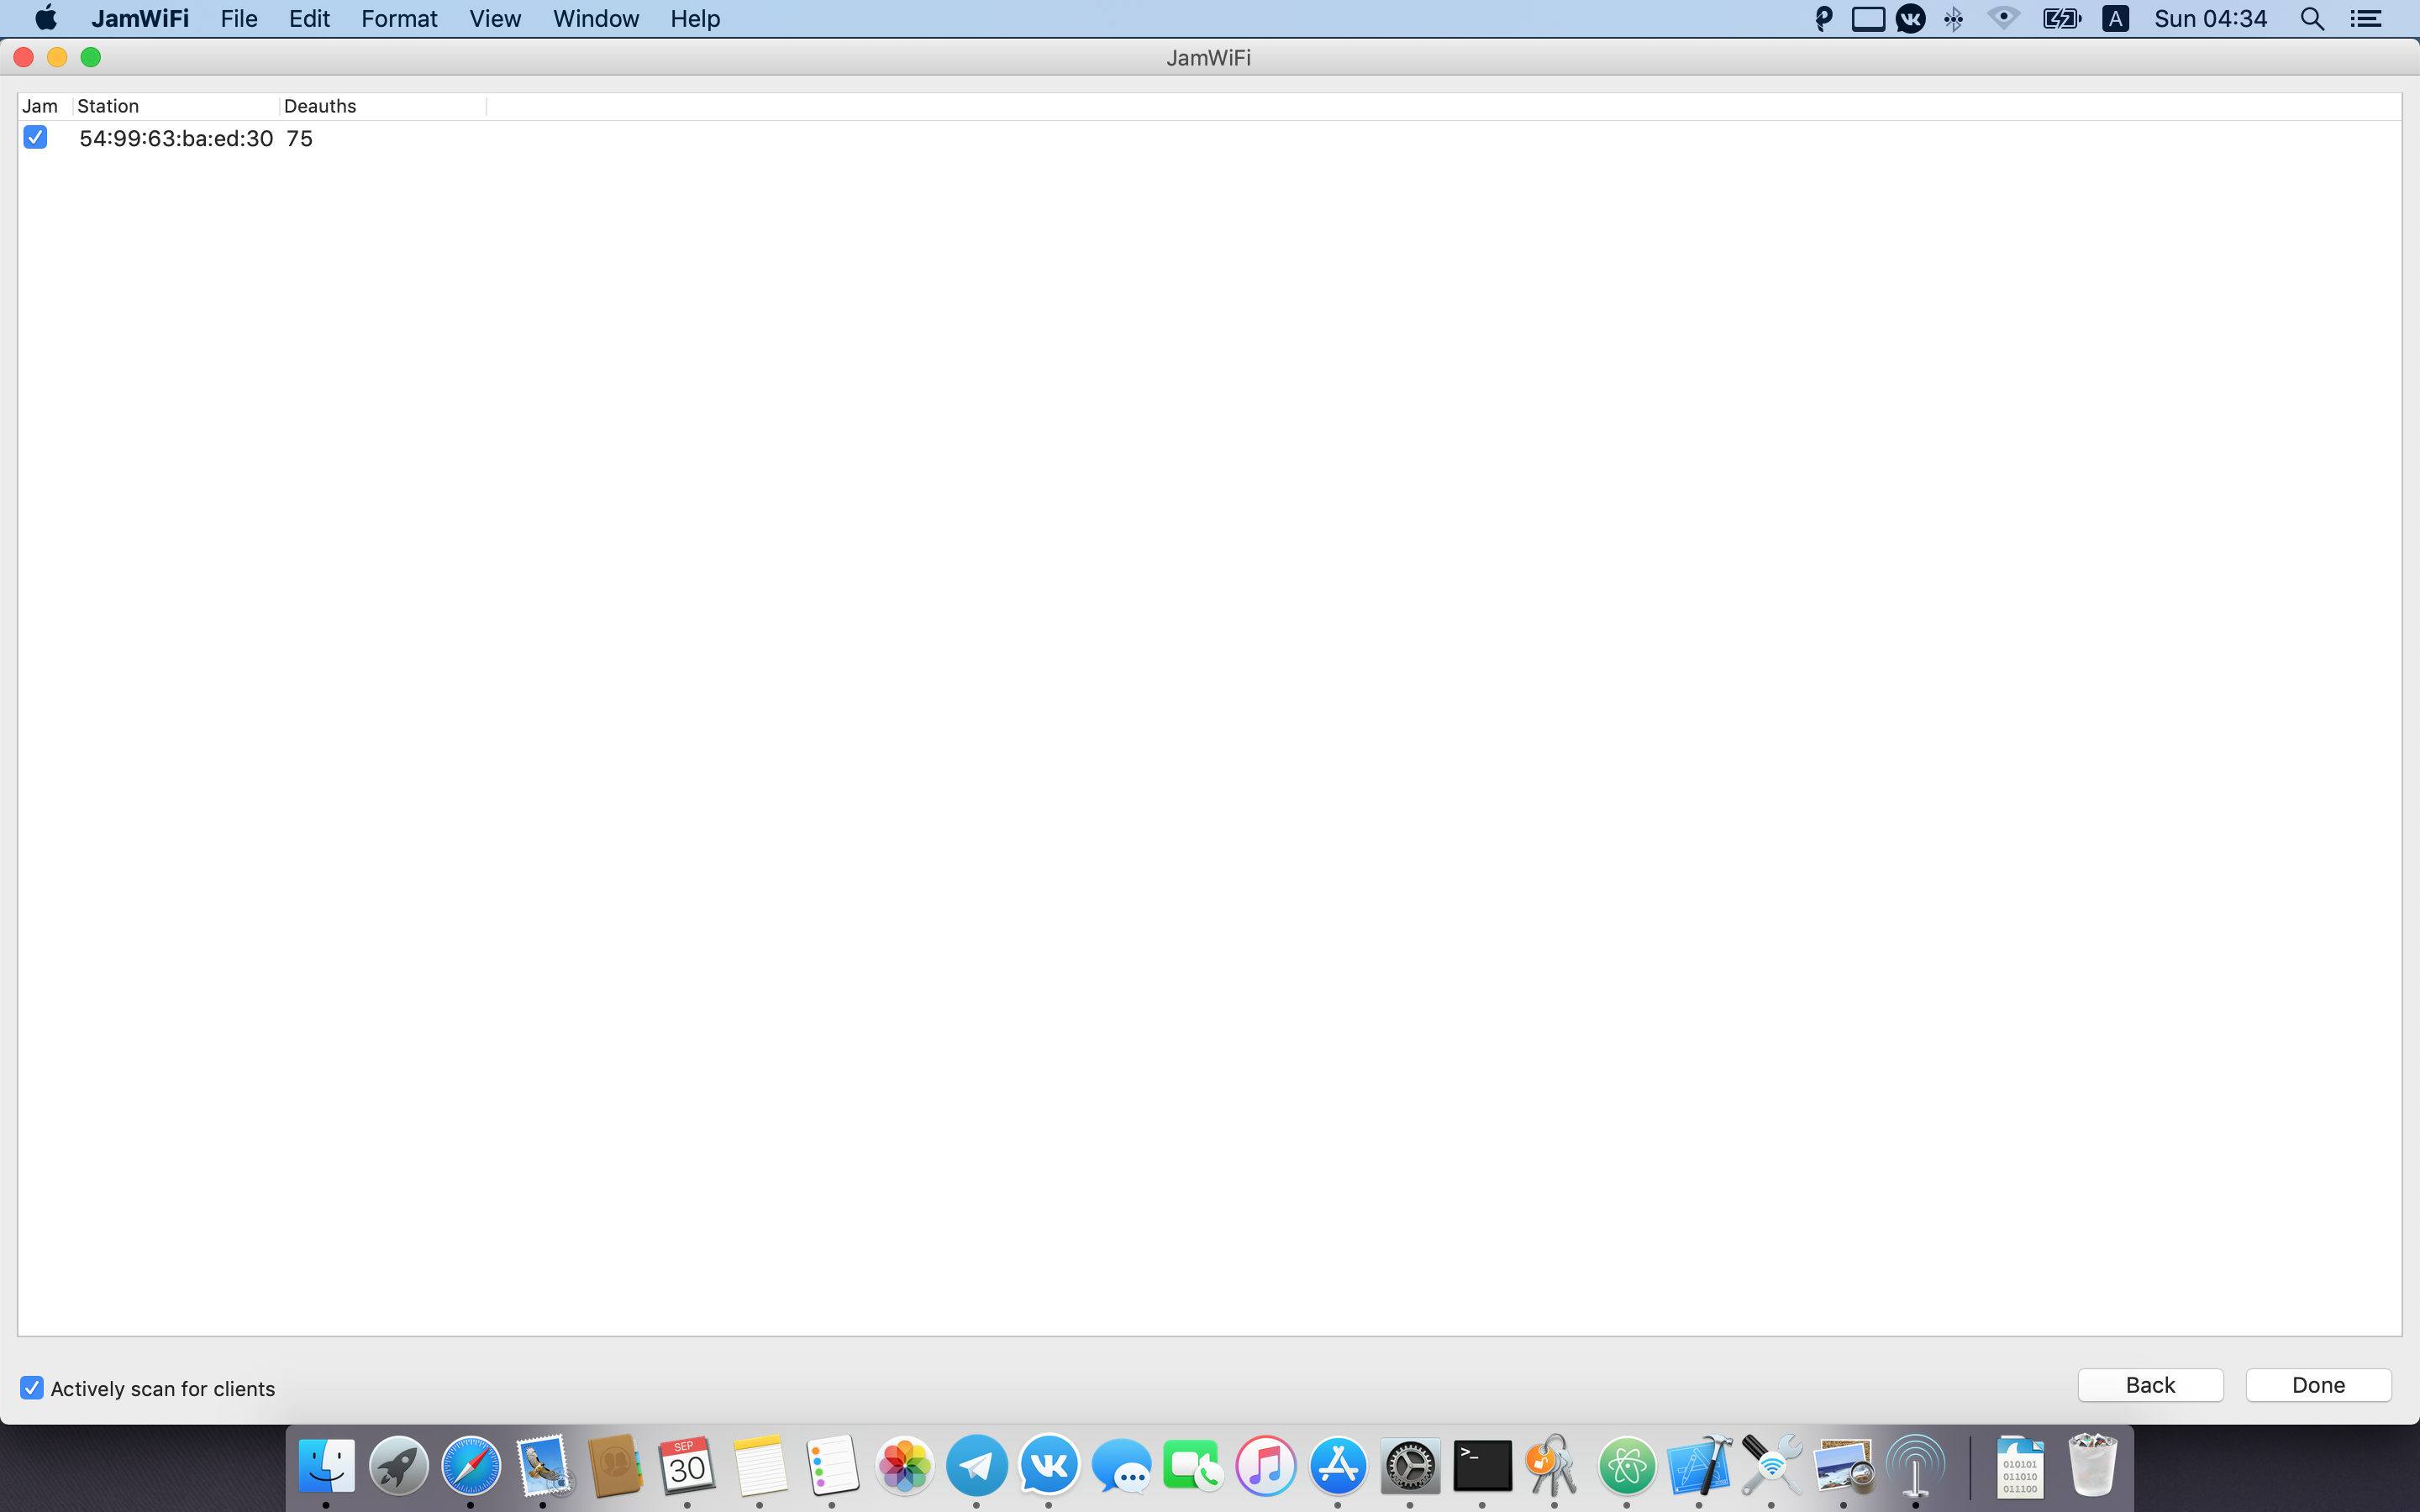 JamWiFi File Edit Format View Window Help A Sun 04:34
JamWiFi
Jam Station Deauths
54:99:63:ba:ed:30 75
Actively scan for clients
Back Done
SEP
30
>_
010101
011010
011100